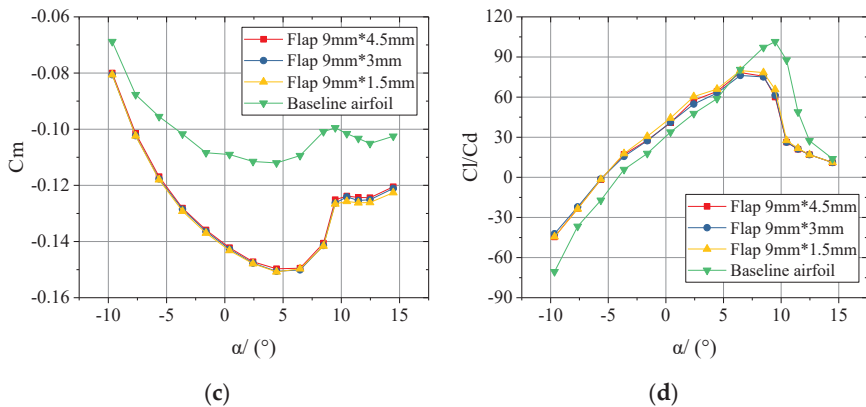 -0.06
-0.08
-0.10
-0.12
-0.14
-0.16
Cm
Flap 9mm*4.5mm
Flap 9mm*3mm
Flap 9mm*1.5mm
Baseline airfoil
-10 -5 0 5 10 15
α/ (°)
(c)
120
90
60
30
0
-30
-60
-90
Cl/Cd
Flap 9mm*4.5mm
Flap 9mm*3mm
Flap 9mm*1.5mm
Baseline airfoil
-10 -5 0 5 10 15
α/ (°)
(d)